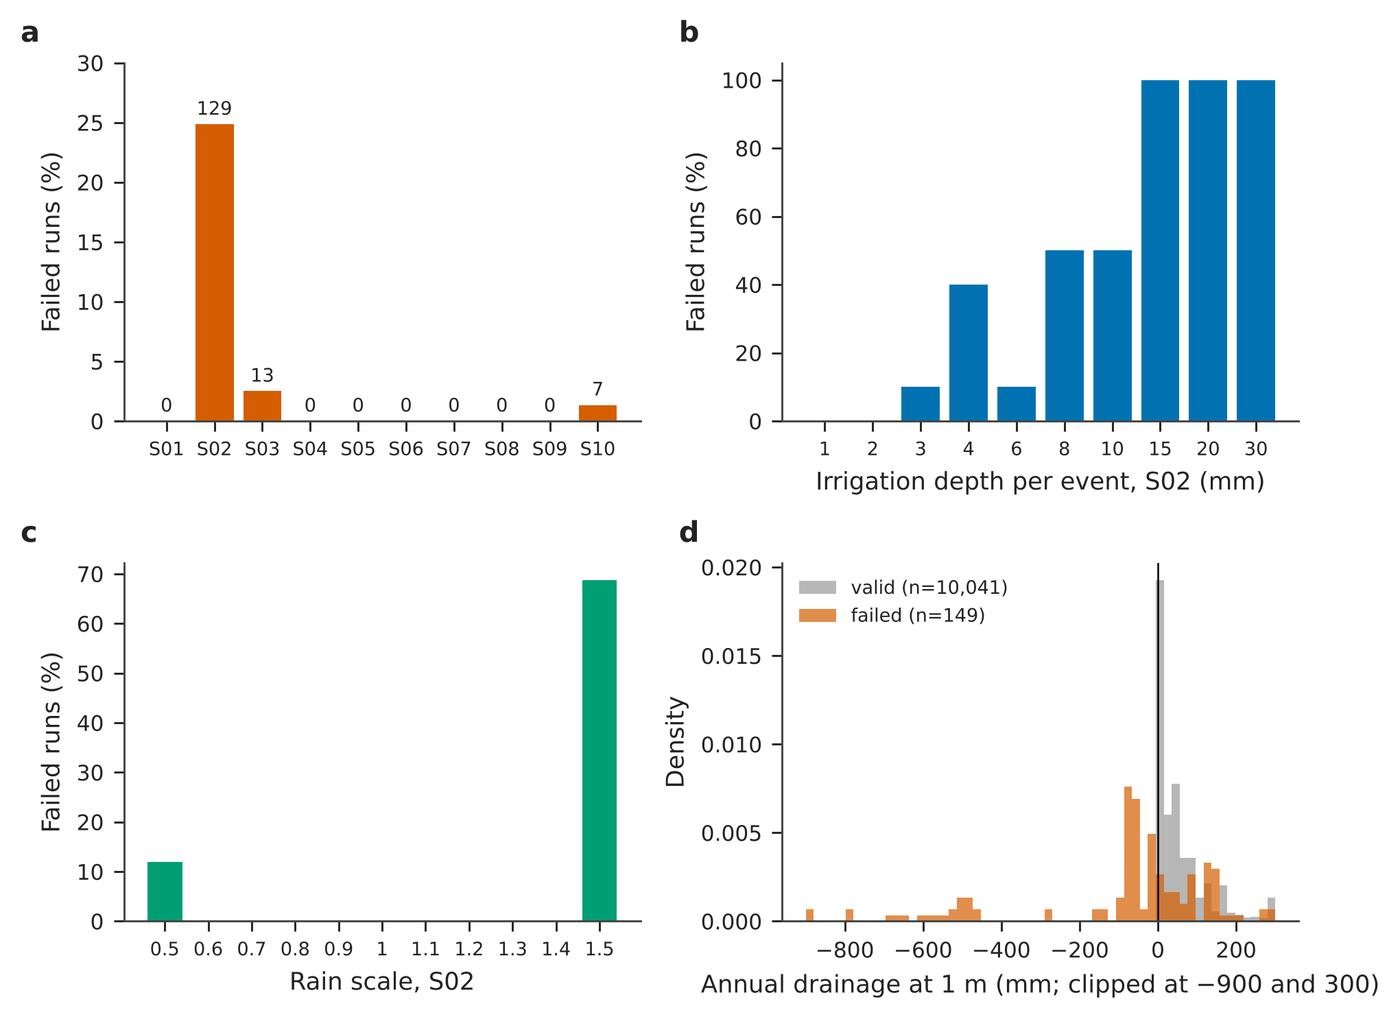 a
30
25
20
15
10
5
0
Failed runs (%)
0
129
13
0
0
0
0
0
0
7
S01 S02 S03 S04 S05 S06 S07 S08 S09 S10
b
100
80
60
40
20
0
Failed runs (%)
1 2 3 4 6 8 10 15 20 30
Irrigation depth per event, S02 (mm)
c
70
60
50
40
30
20
10
0
Failed runs (%)
0.5 0.6 0.7 0.8 0.9 1 1.1 1.2 1.3 1.4 1.5
Rain scale, S02
d
0.020
0.015
0.010
0.005
0.000
Density
valid (n=10,041)
failed (n=149)
−800 −600 −400 −200 0 200
Annual drainage at 1 m (mm; clipped at −900 and 300)